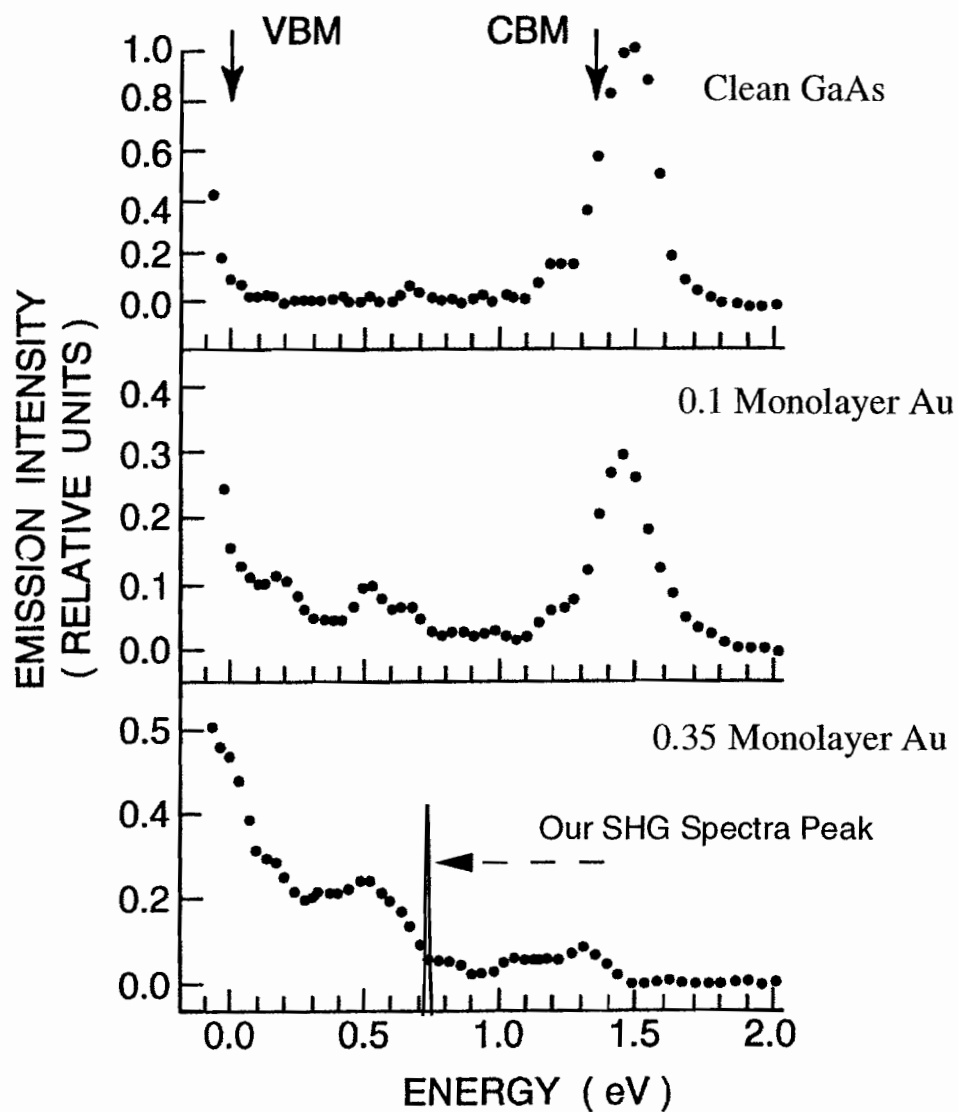 VBM
CBM
Clean GaAs
1.0
0.8
0.6
0.4
0.2
0.0
0.1 Monolayer Au
0.4
0.3
0.2
0.1
0.0
0.35 Monolayer Au
0.5
0.4
0.3
0.2
0.0
Our SHG Spectra Peak
0.0
0.5
1.0
1.5
2.0
ENERGY ( eV )
EMISSION INTENSITY
( RELATIVE UNITS )